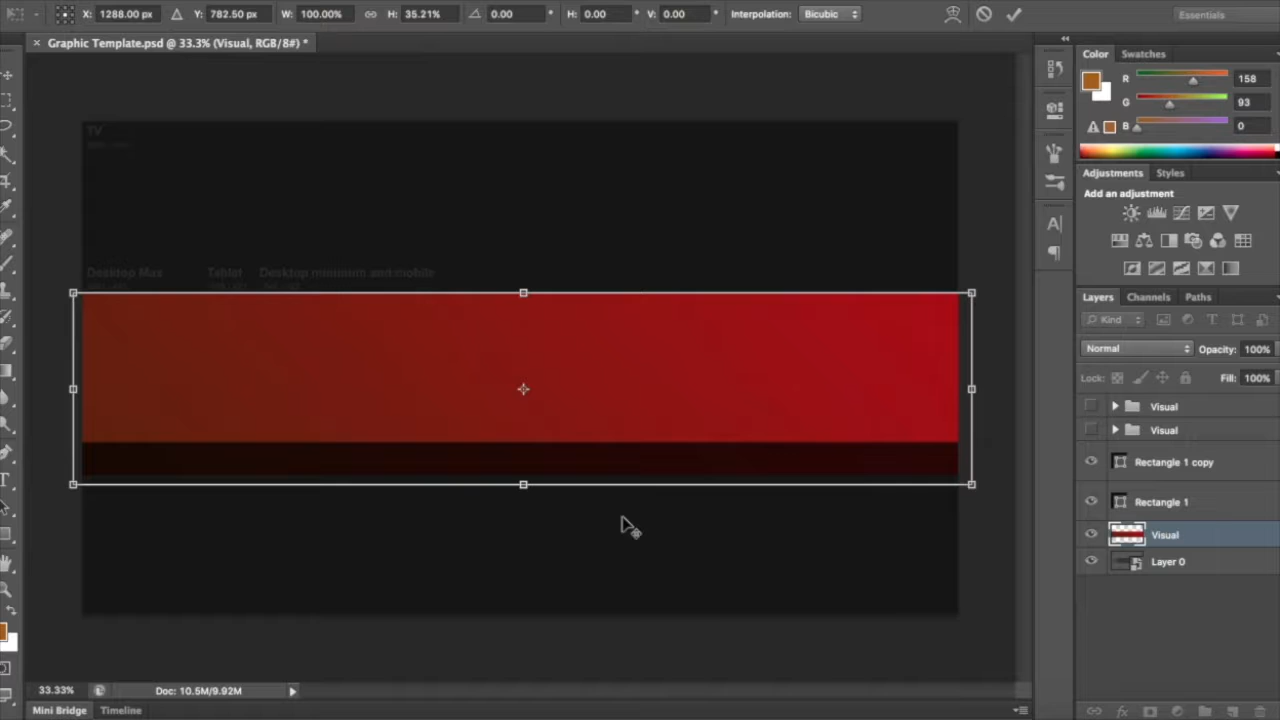 X: 1288.00 px Y: 782.50 px W: 100.00% H: 35.21% 0.00 ° H: 0.00 ° V: 0.00 ° Interpolation: Bicubic Essentials
× Graphic Template.psd @ 33.3% (Visual, RGB/8#) *
Color Swatches
R 158
G 93
B 0
TV
Adjustments Styles
Add an adjustment
Desktop Max Tablet Desktop minimum and mobile
Layers Channels Paths
Kind
Normal Opacity: 100%
Lock: Fill: 100%
Visual
Visual
Rectangle 1 copy
Rectangle 1
Visual
Layer 0
33.33% Doc: 10.5M/9.92M
Mini Bridge Timeline